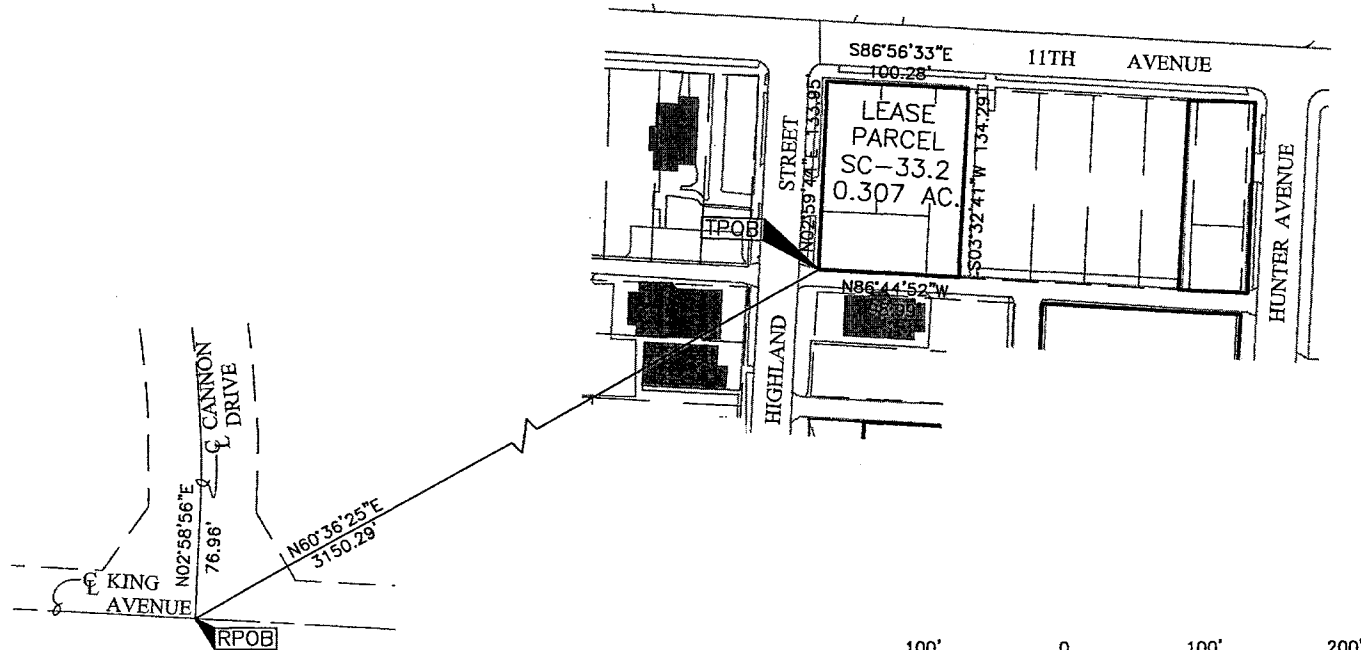 S86°56'33"E
100.28'
11TH AVENUE
N02°59'44"E 133.95
LEASE
PARCEL
SC-33.2
0.307 AC.
S03°32'41"W 134.29
STREET
HIGHLAND
HUNTER AVENUE
TPOB
N86°44'52"W
℄ CANNON
DRIVE
N02°58'56"E
76.96'
N60°36'25"E
3150.29'
℄ KING
AVENUE
RPOB
100' 0 100' 200'